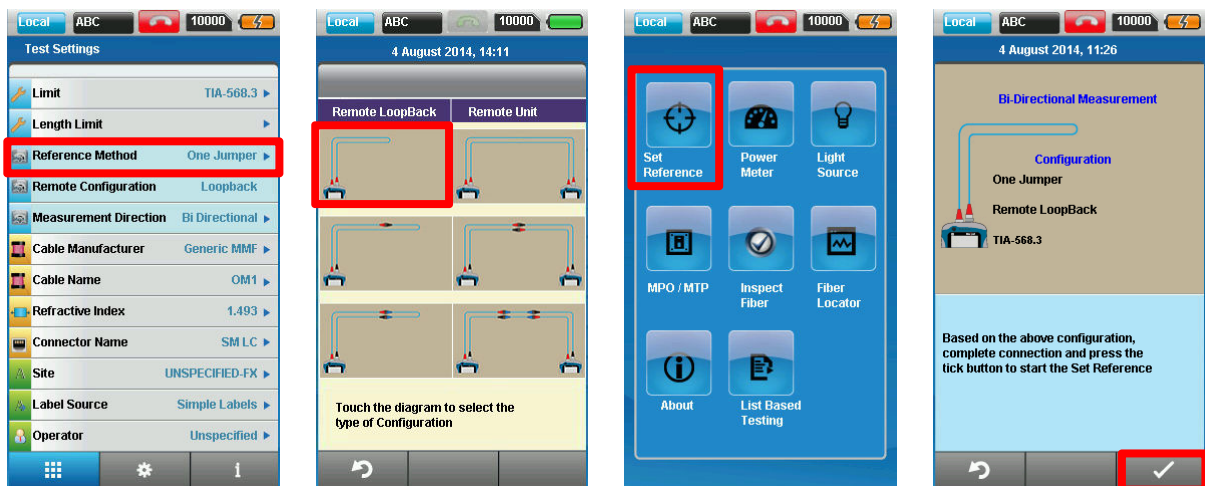 Local ABC 10000
Test Settings
Limit TIA-568.3
Length Limit
Reference Method One Jumper
Remote Configuration Loopback
Measurement Direction Bi Directional
Cable Manufacturer Generic MMF
Cable Name OM1
Refractive Index 1.493
Connector Name SM LC
Site UNSPECIFIED-FX
Label Source Simple Labels
Operator Unspecified
i
Local ABC 10000
4 August 2014, 14:11
Remote LoopBack Remote Unit
Touch the diagram to select the
type of Configuration
Local ABC 10000
Set
Reference
Power
Meter
Light
Source
MPO / MTP
Inspect
Fiber
Fiber
Locator
About
List Based
Testing
Local ABC 10000
4 August 2014, 11:26
Bi-Directional Measurement
Configuration
One Jumper
Remote LoopBack
TIA-568.3
Based on the above configuration,
complete connection and press the
tick button to start the Set Reference